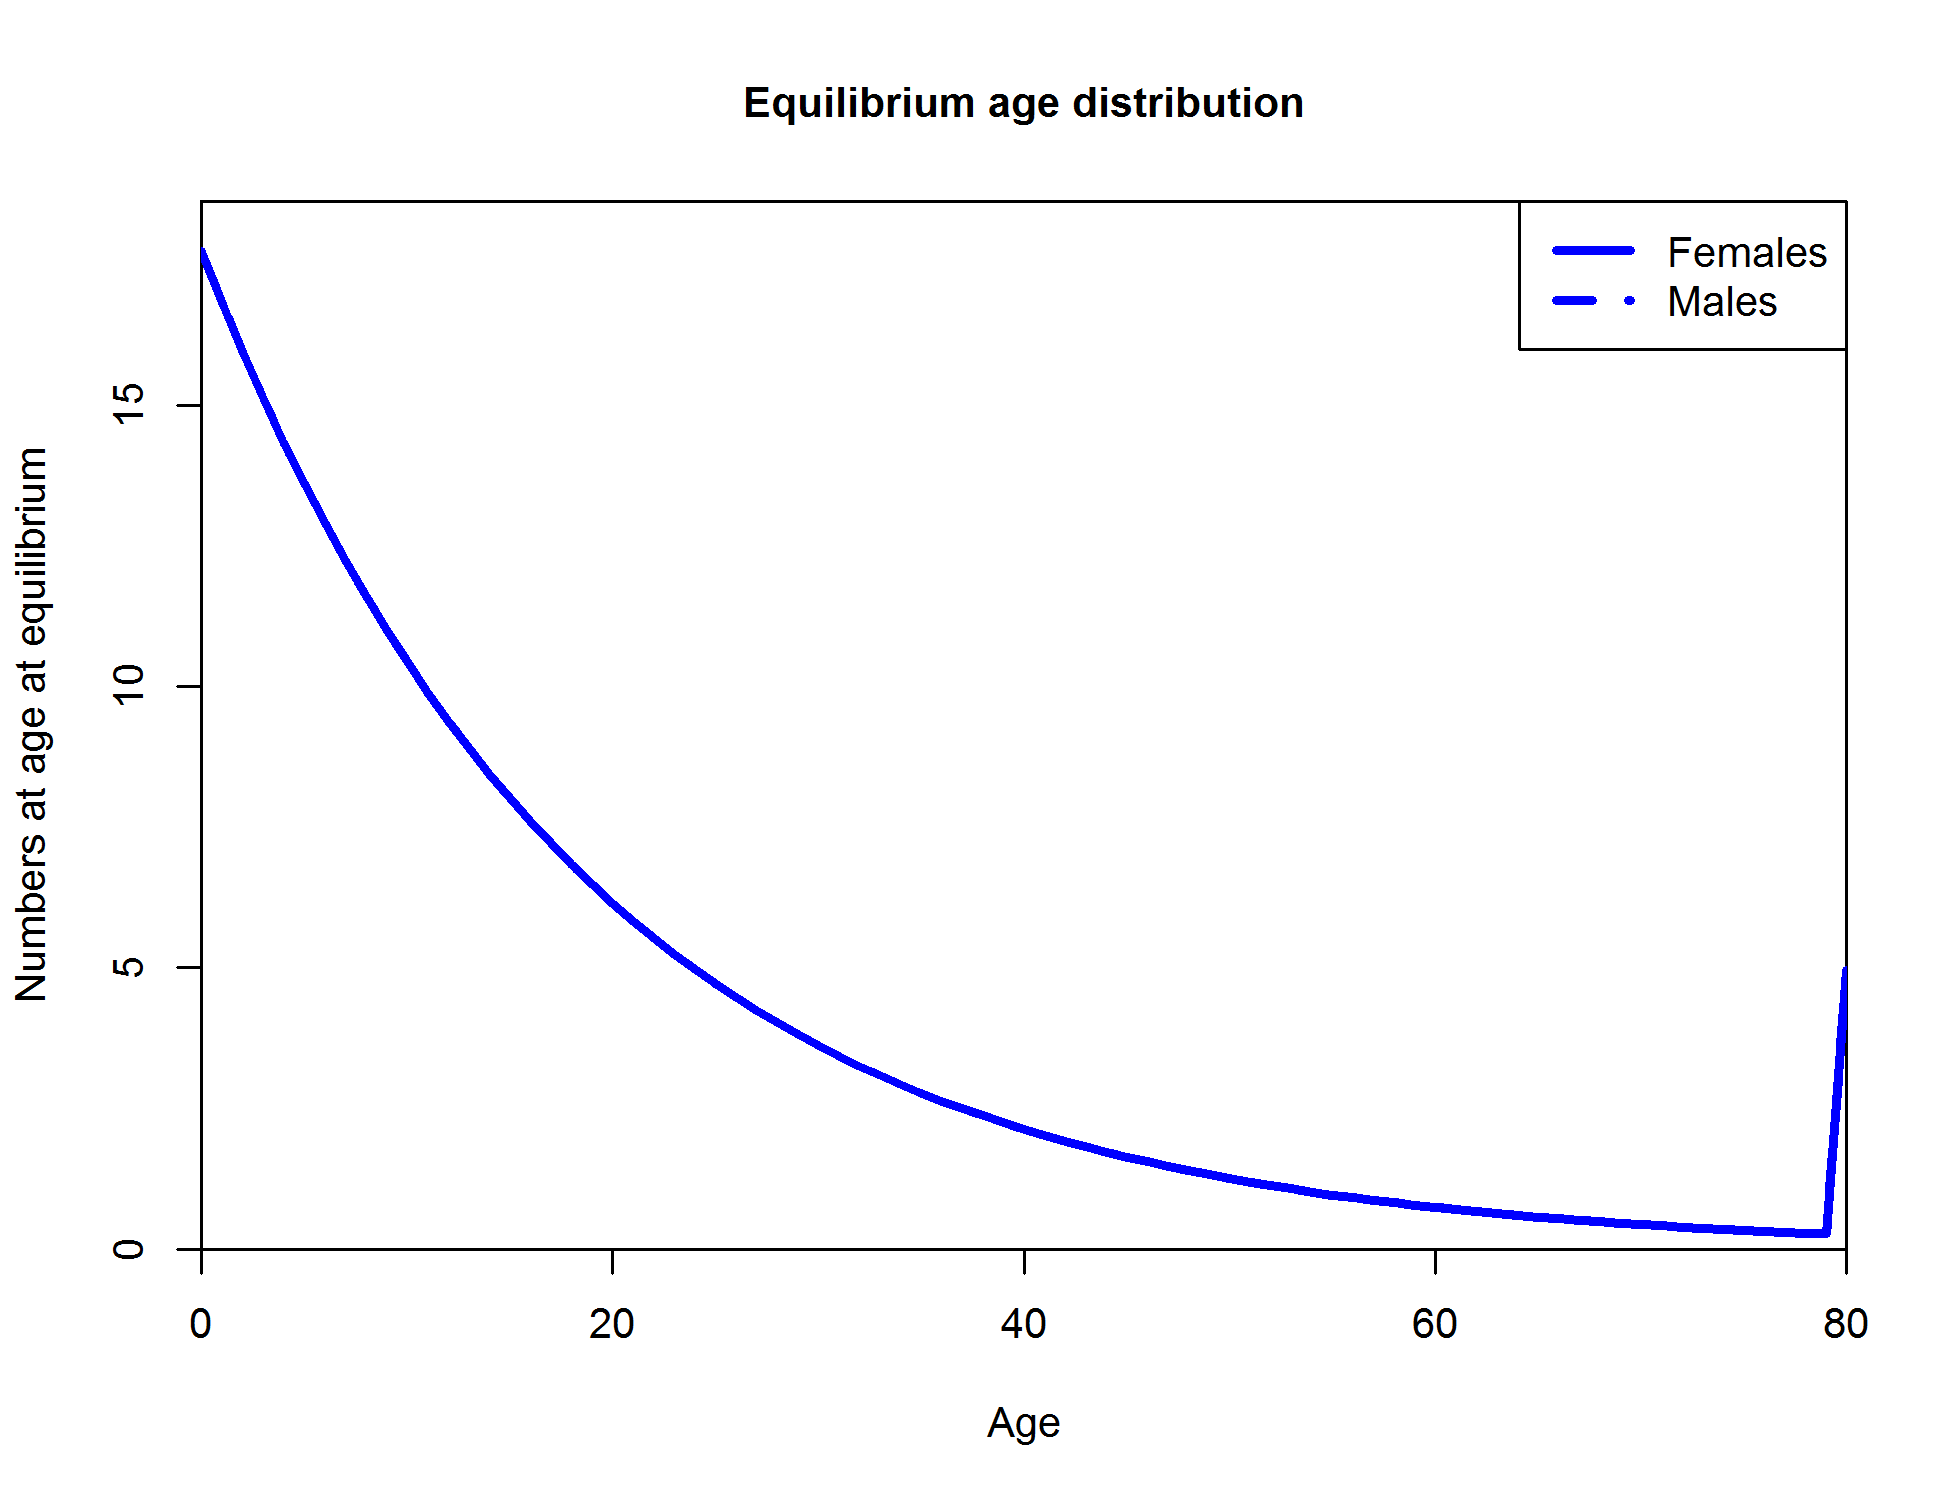 Equilibrium age distribution
Females
Males
Numbers at age at equilibrium
15
10
5
0
0 20 40 60 80
Age